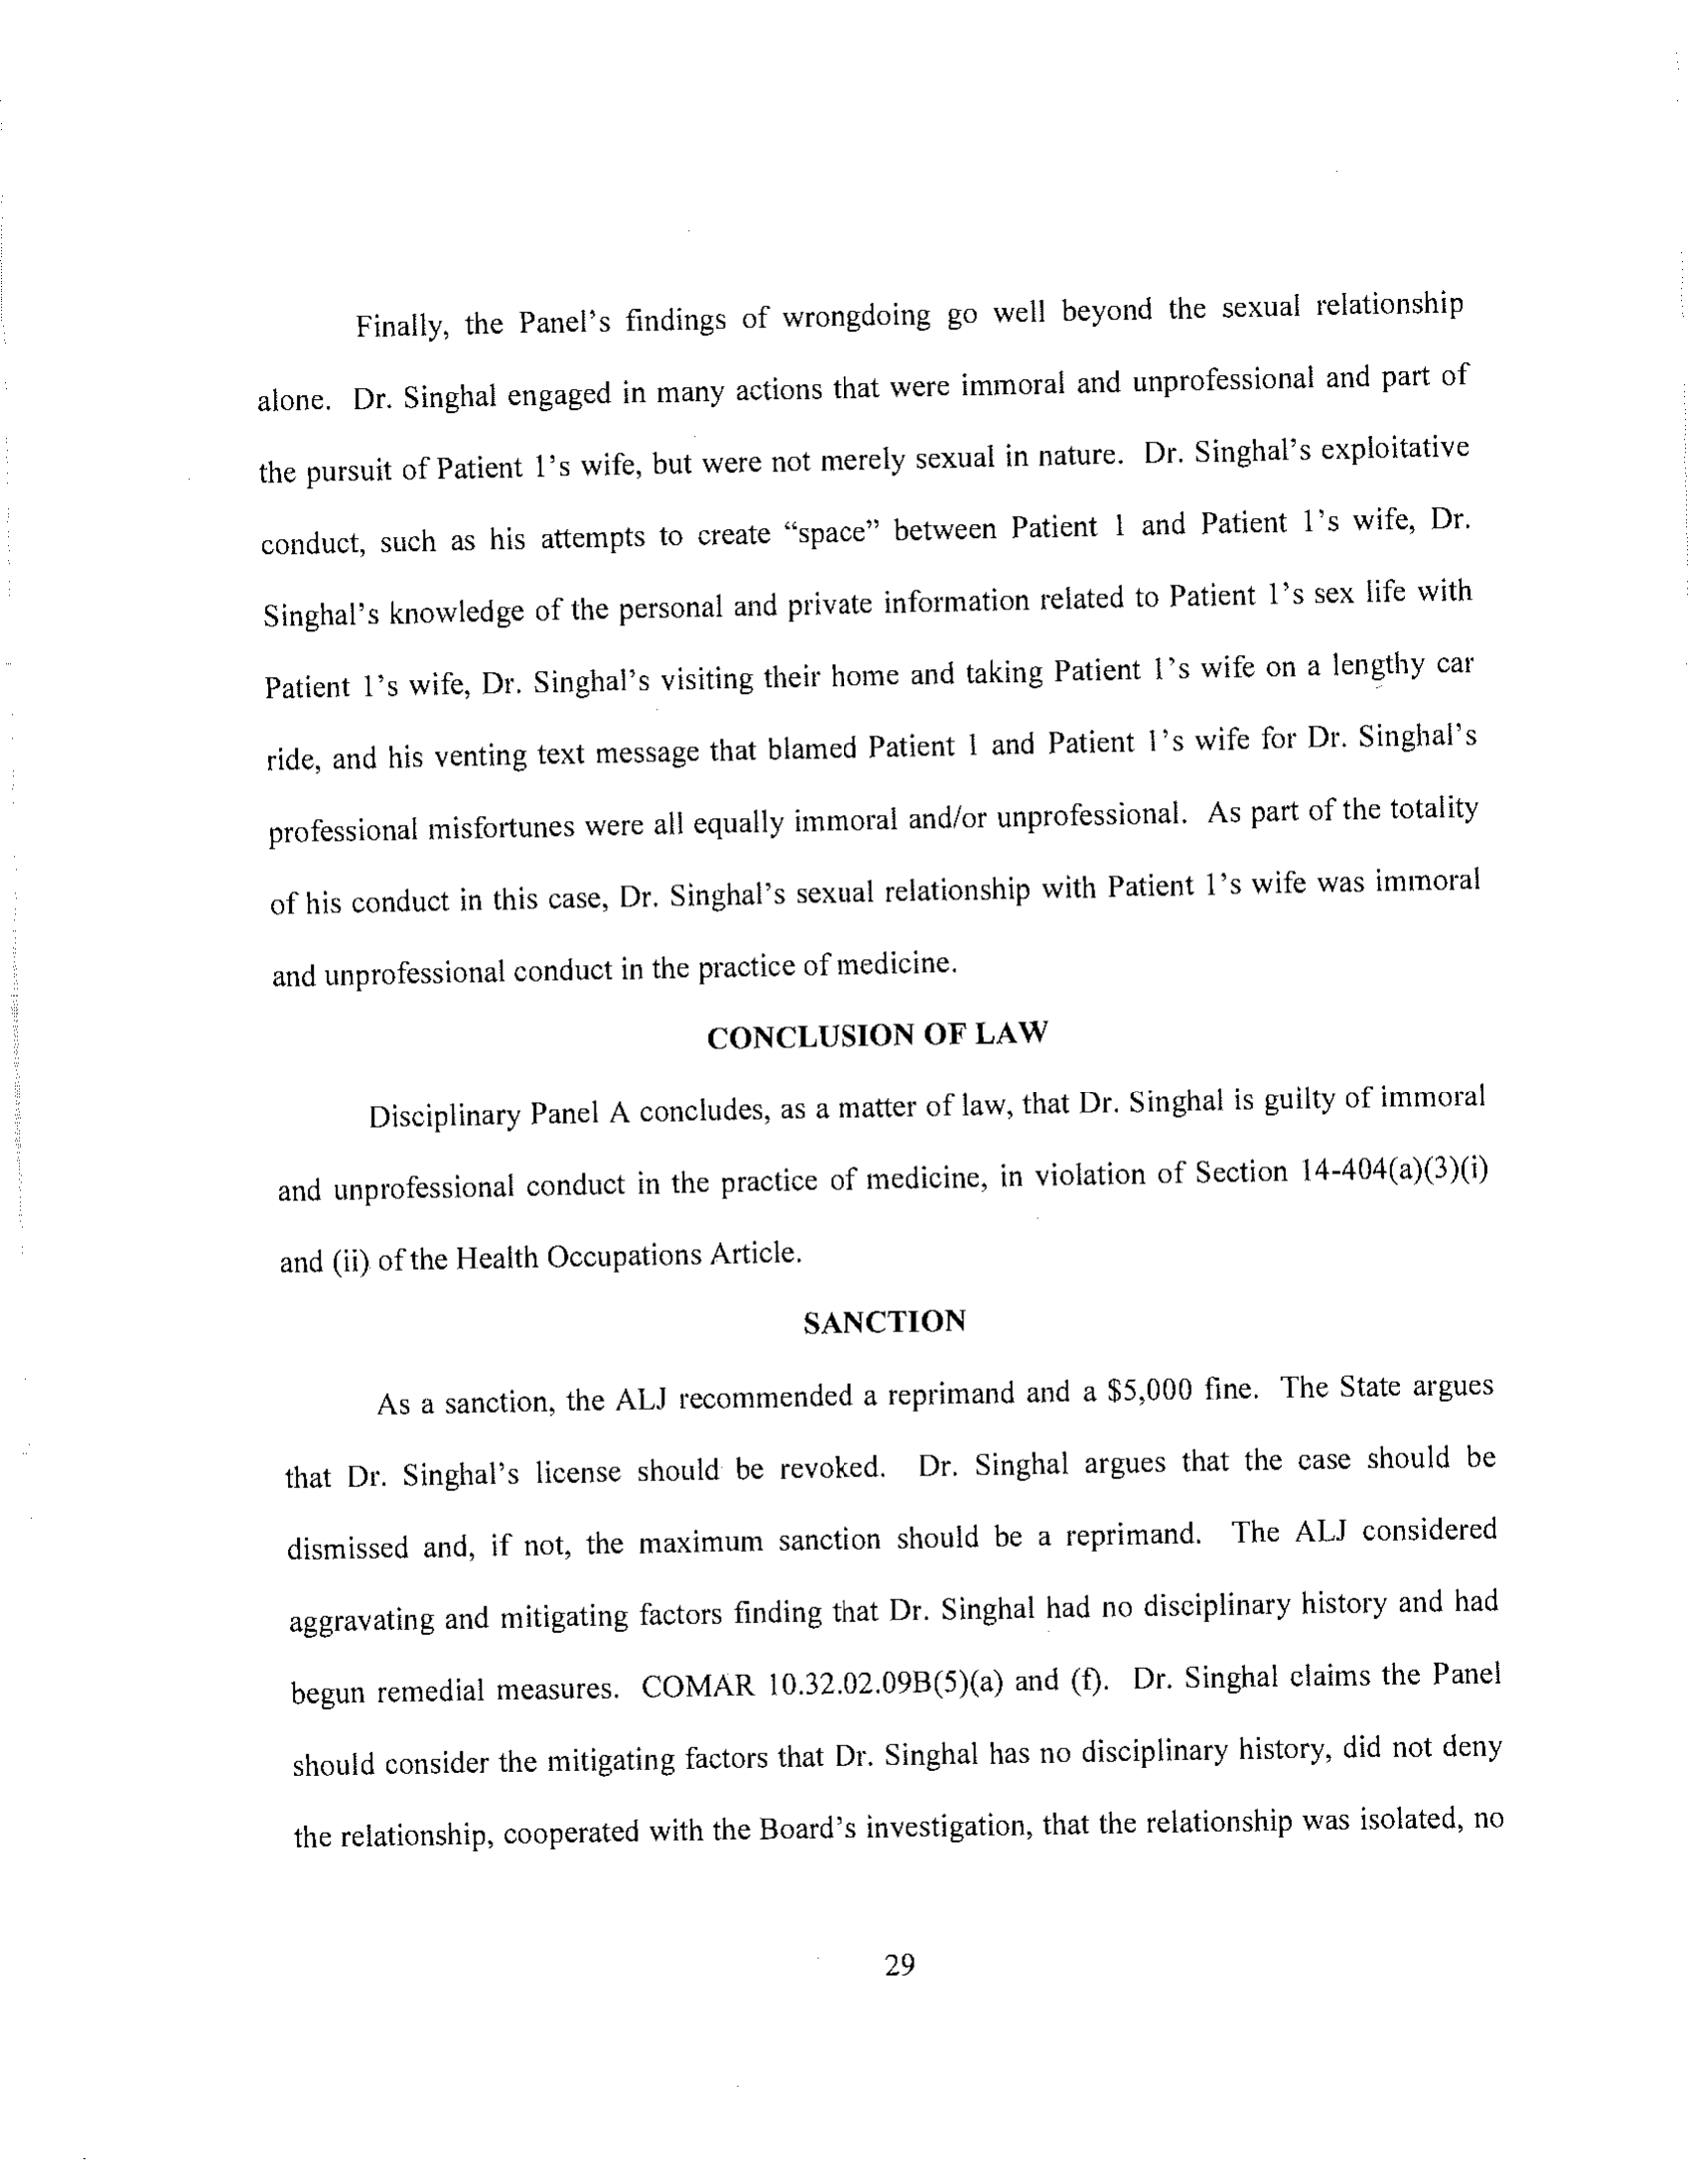 Finally, the Panel's findings of wrongdoing go well beyond the sexual relationship
alone. Dr. Singhal engaged in many actions that were immoral and unprofessional and part of
the pursuit of Patient 1's wife, but were not merely sexual in nature. Dr. Singhal's exploitative
conduct, such as his attempts to create “space” between Patient 1 and Patient 1's wife, Dr.
Singhal's knowledge of the personal and private information related to Patient 1's sex life with
Patient 1's wife, Dr. Singhal's visiting their home and taking Patient 1's wife on a lengthy car
ride, and his venting text message that blamed Patient 1 and Patient 1's wife for Dr. Singhal's
professional misfortunes were all equally immoral and/or unprofessional. As part of the totality
of his conduct in this case, Dr. Singhal's sexual relationship with Patient 1's wife was immoral
and unprofessional conduct in the practice of medicine.
CONCLUSION OF LAW
Disciplinary Panel A concludes, as a matter of law, that Dr. Singhal is guilty of immoral
and unprofessional conduct in the practice of medicine, in violation of Section 14-404(a)(3)(i)
and (ii) of the Health Occupations Article.
SANCTION
As a sanction, the ALJ recommended a reprimand and a $5,000 fine. The State argues
that Dr. Singhal's license should be revoked. Dr. Singhal argues that the case should be
dismissed and, if not, the maximum sanction should be a reprimand. The ALJ considered
aggravating and mitigating factors finding that Dr. Singhal had no disciplinary history and had
begun remedial measures. COMAR 10.32.02.09B(5)(a) and (f). Dr. Singhal claims the Panel
should consider the mitigating factors that Dr. Singhal has no disciplinary history, did not deny
the relationship, cooperated with the Board's investigation, that the relationship was isolated, no
29